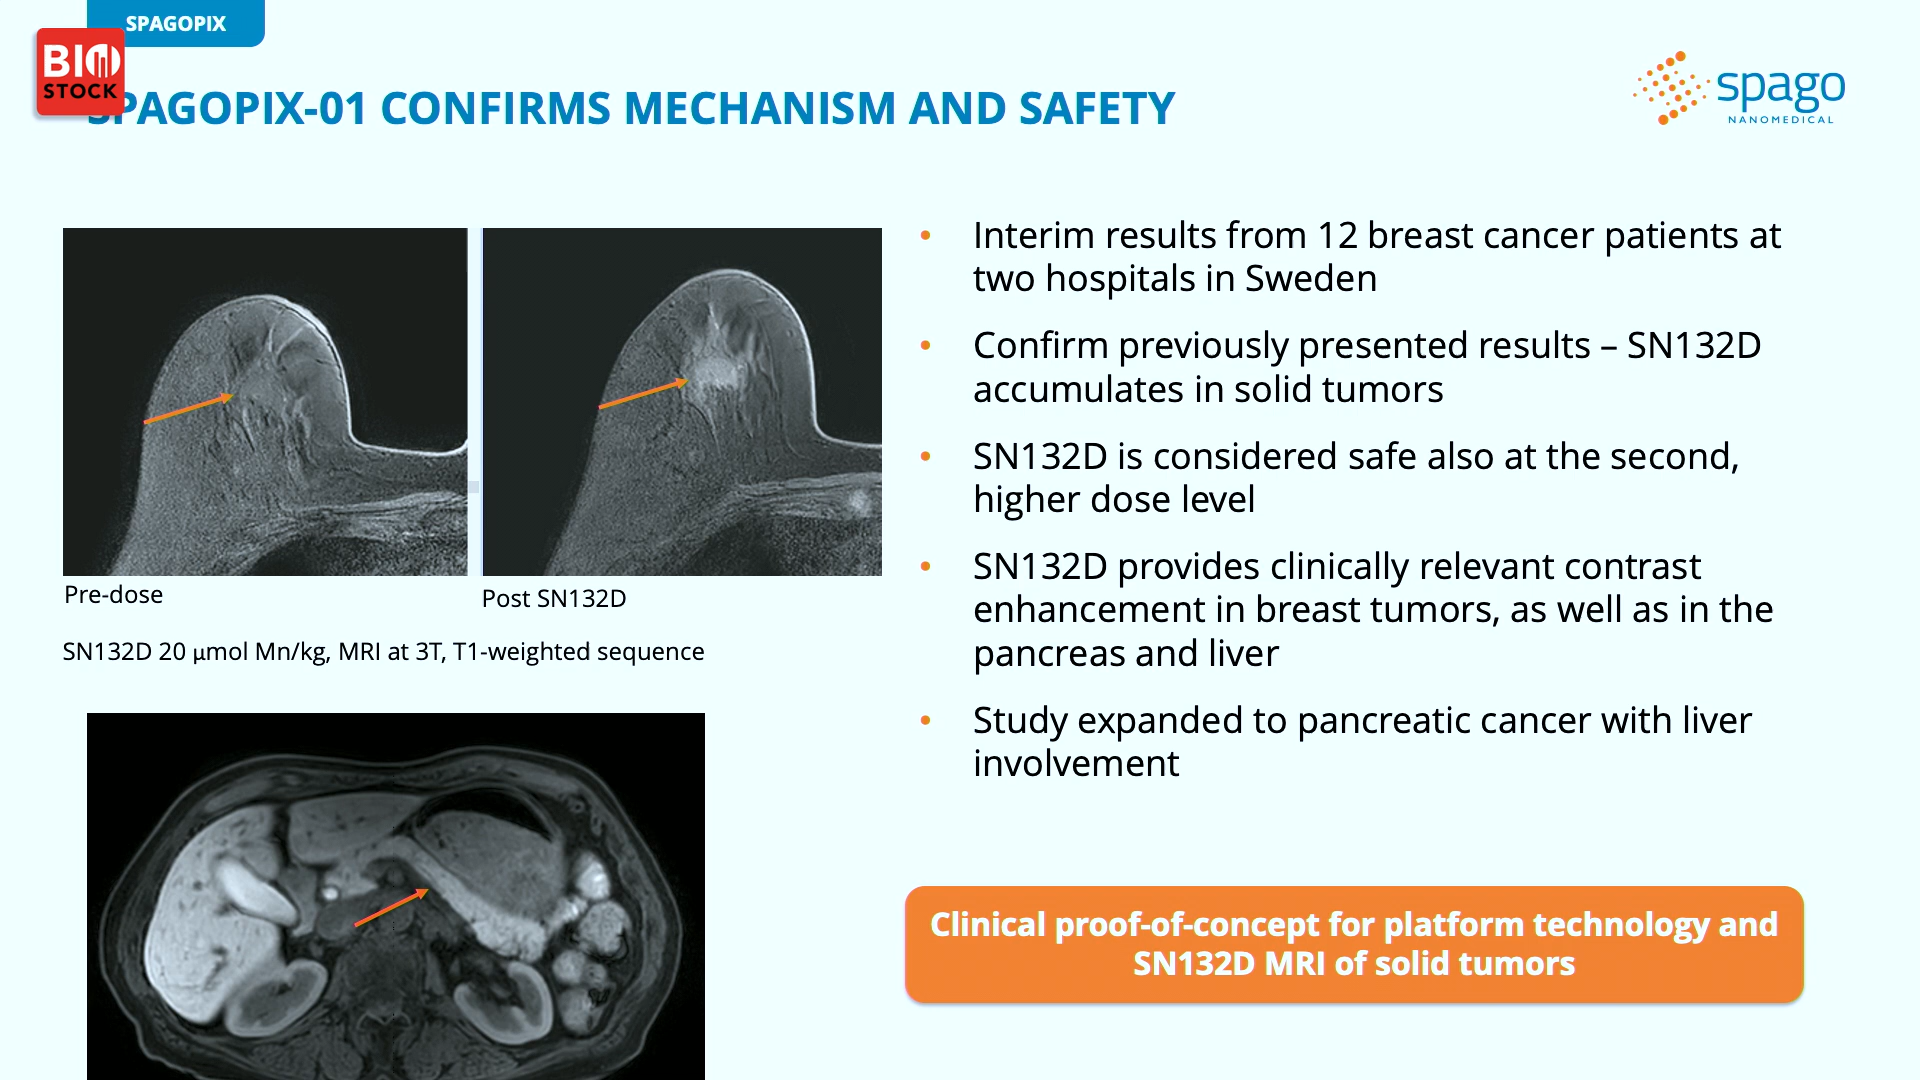 SPAGOPIX
BIO
STOCK
SPAGOPIX-01 CONFIRMS MECHANISM AND SAFETY
spago
NANOMEDICAL
Pre-dose
Post SN132D
SN132D 20 µmol Mn/kg, MRI at 3T, T1-weighted sequence
• Interim results from 12 breast cancer patients at
two hospitals in Sweden
• Confirm previously presented results – SN132D
accumulates in solid tumors
• SN132D is considered safe also at the second,
higher dose level
• SN132D provides clinically relevant contrast
enhancement in breast tumors, as well as in the
pancreas and liver
• Study expanded to pancreatic cancer with liver
involvement
Clinical proof-of-concept for platform technology and
SN132D MRI of solid tumors